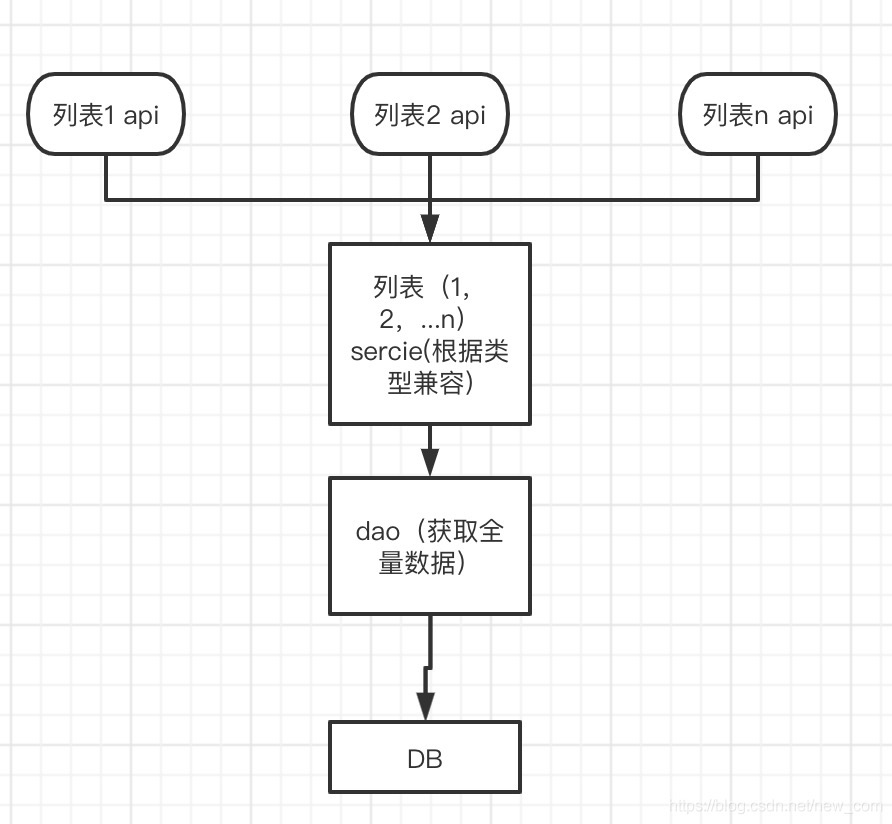 列表1 api
列表2 api
列表n api
列表（1，
2，...n）
sercie(根据类
型兼容）
dao（获取全
量数据）
DB
https://blog.csdn.net/new_com